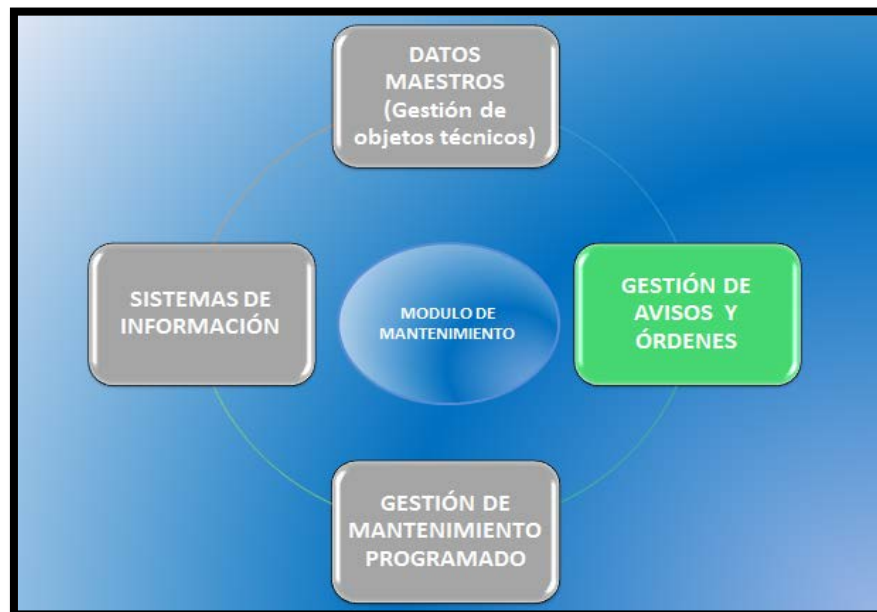 DATOS
MAESTROS
(Gestión de
objetos técnicos)
SISTEMAS DE
INFORMACIÓN
MODULO DE
MANTENIMIENTO
GESTIÓN DE
AVISOS Y
ÓRDENES
GESTIÓN DE
MANTENIMIENTO
PROGRAMADO